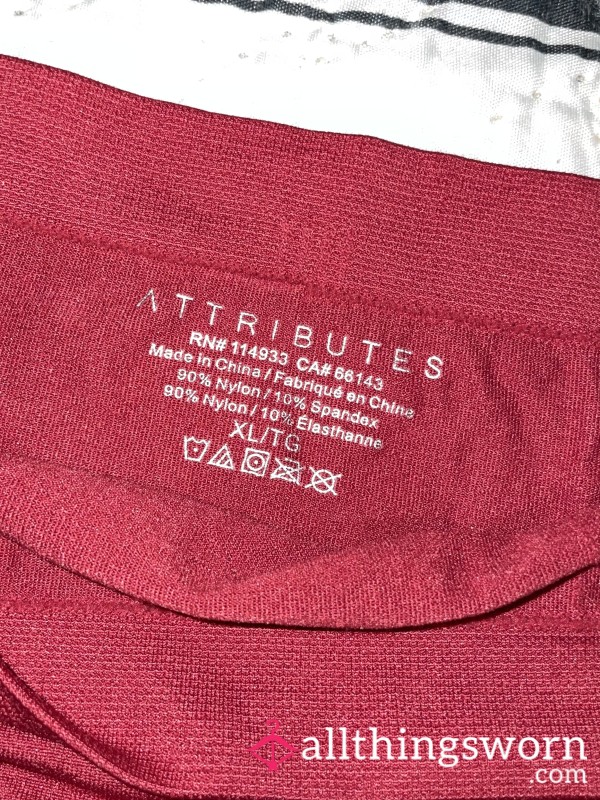 ATTRIBUTES
RN# 114933 CA# 66143
Made in China / Fabriqué en Chine
90% Nylon / 10% Spandex
90% Nylon / 10% Élasthanne
XL/TG
allthingsworn
.com